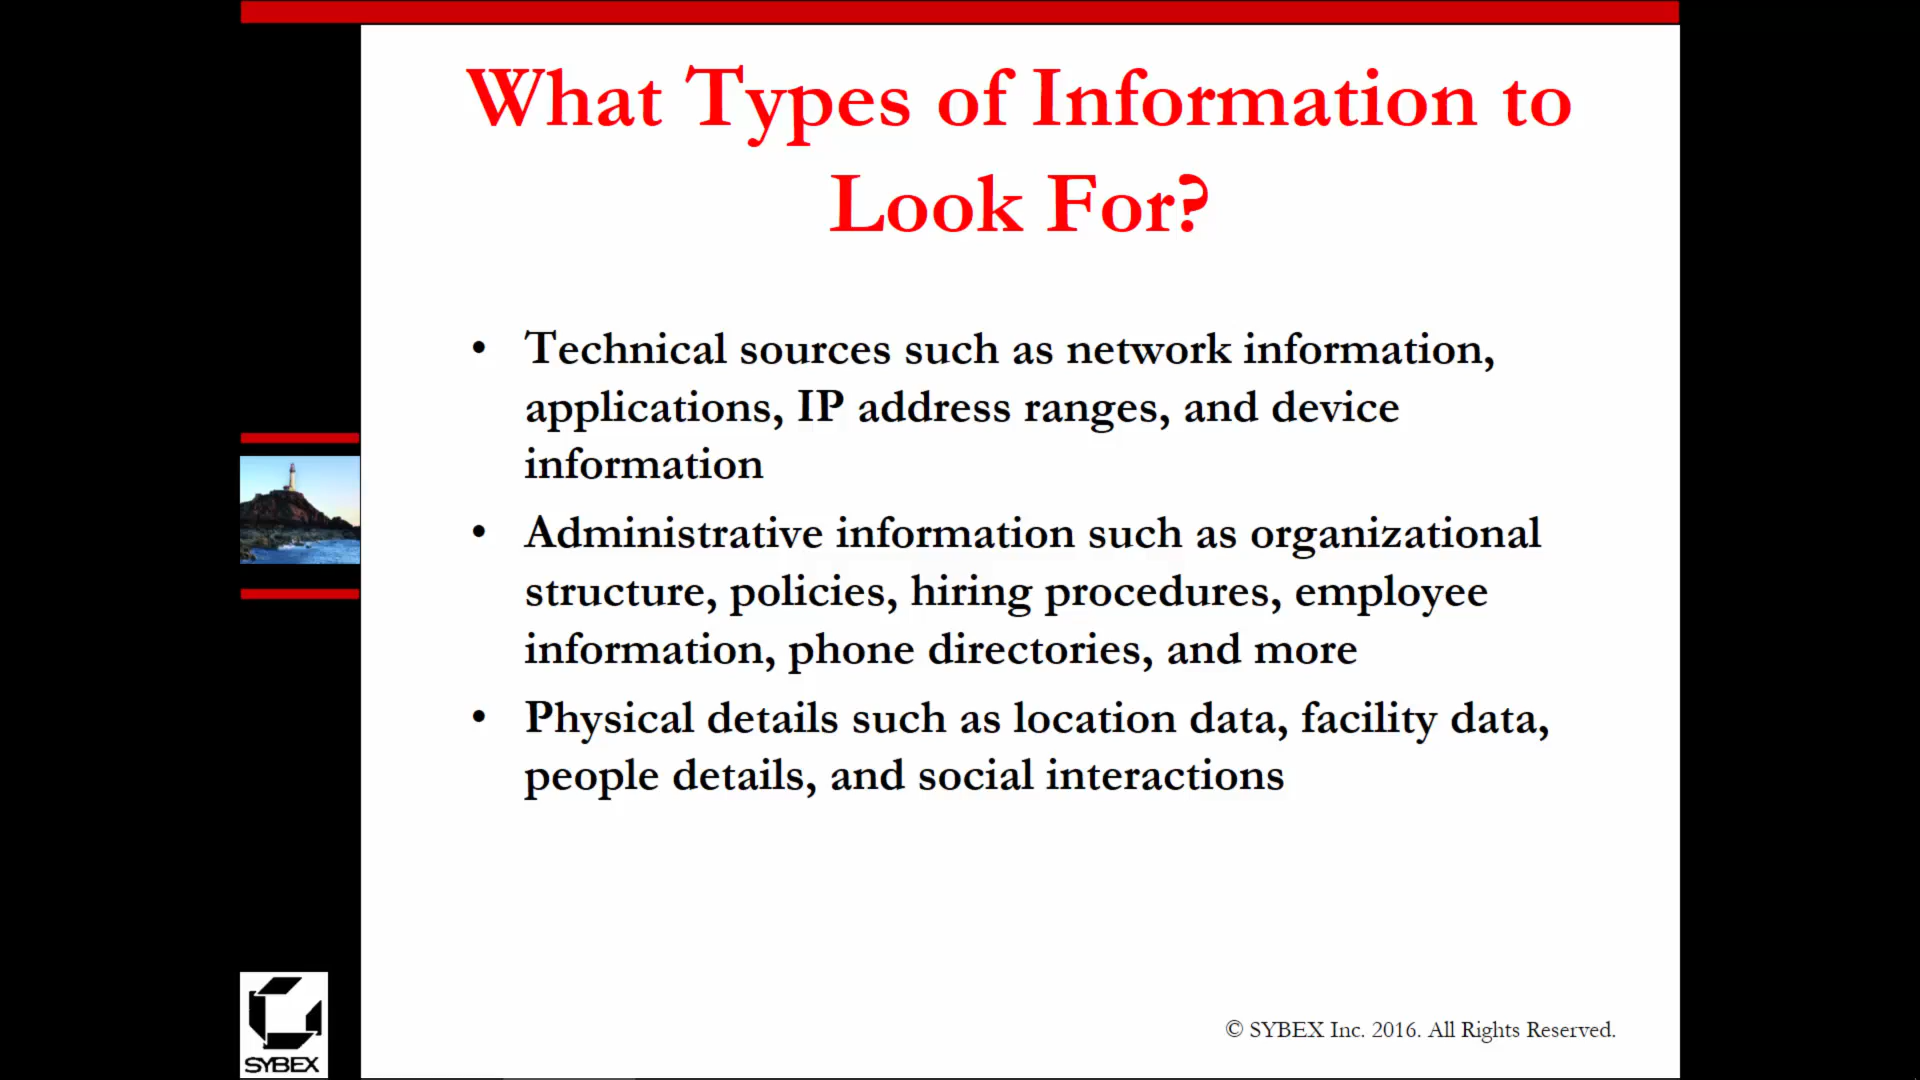 What Types of Information to
Look For?
• Technical sources such as network information,
applications, IP address ranges, and device
information
• Administrative information such as organizational
structure, policies, hiring procedures, employee
information, phone directories, and more
• Physical details such as location data, facility data,
people details, and social interactions
© SYBEX Inc. 2016. All Rights Reserved.
SYBEX